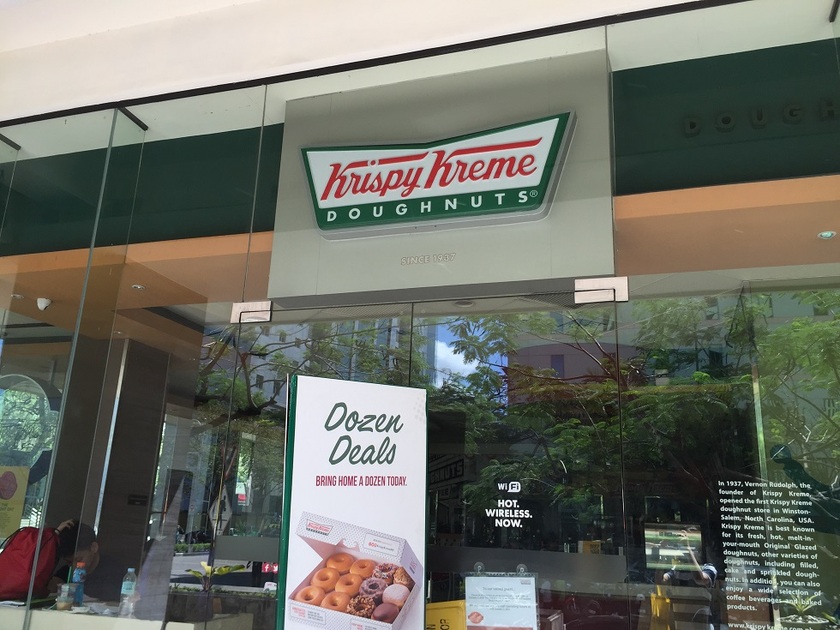 DOUGH
Krispy Kreme
DOUGHNUTS®
SINCE 1937
Dozen
Deals
BRING HOME A DOZEN TODAY.
WiFi
HOT.
WIRELESS.
NOW.
In 1937, Vernon Rudolph, the
founder of Krispy Kreme,
opened the first Krispy Kreme
doughnut store in Winston-
Salem, North Carolina, USA.
Krispy Kreme is best known
for its fresh, hot, melt-in-
your-mouth Original Glazed
doughnuts, other varieties of
doughnuts, including filled,
cake and sprinkled dough-
nuts. In addition, you can also
enjoy a wide selection of
coffee beverages and baked
products.